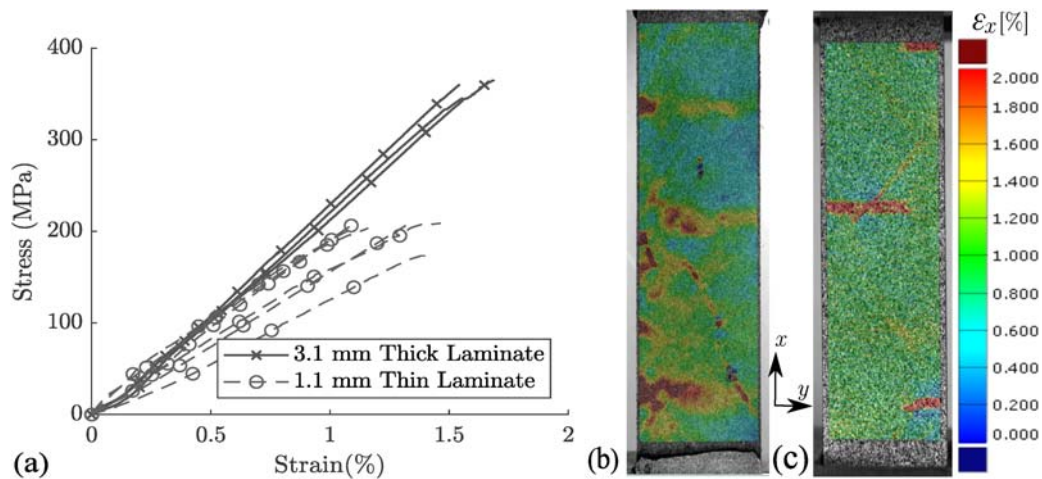 400
300
200
100
0
Stress (MPa)
3.1 mm Thick Laminate
1.1 mm Thin Laminate
0
0.5
1
1.5
2
Strain(%)
(a)
(b)
x
y
(c)
εx[%]
2.000
1.800
1.600
1.400
1.200
1.000
0.800
0.600
0.400
0.200
0.000